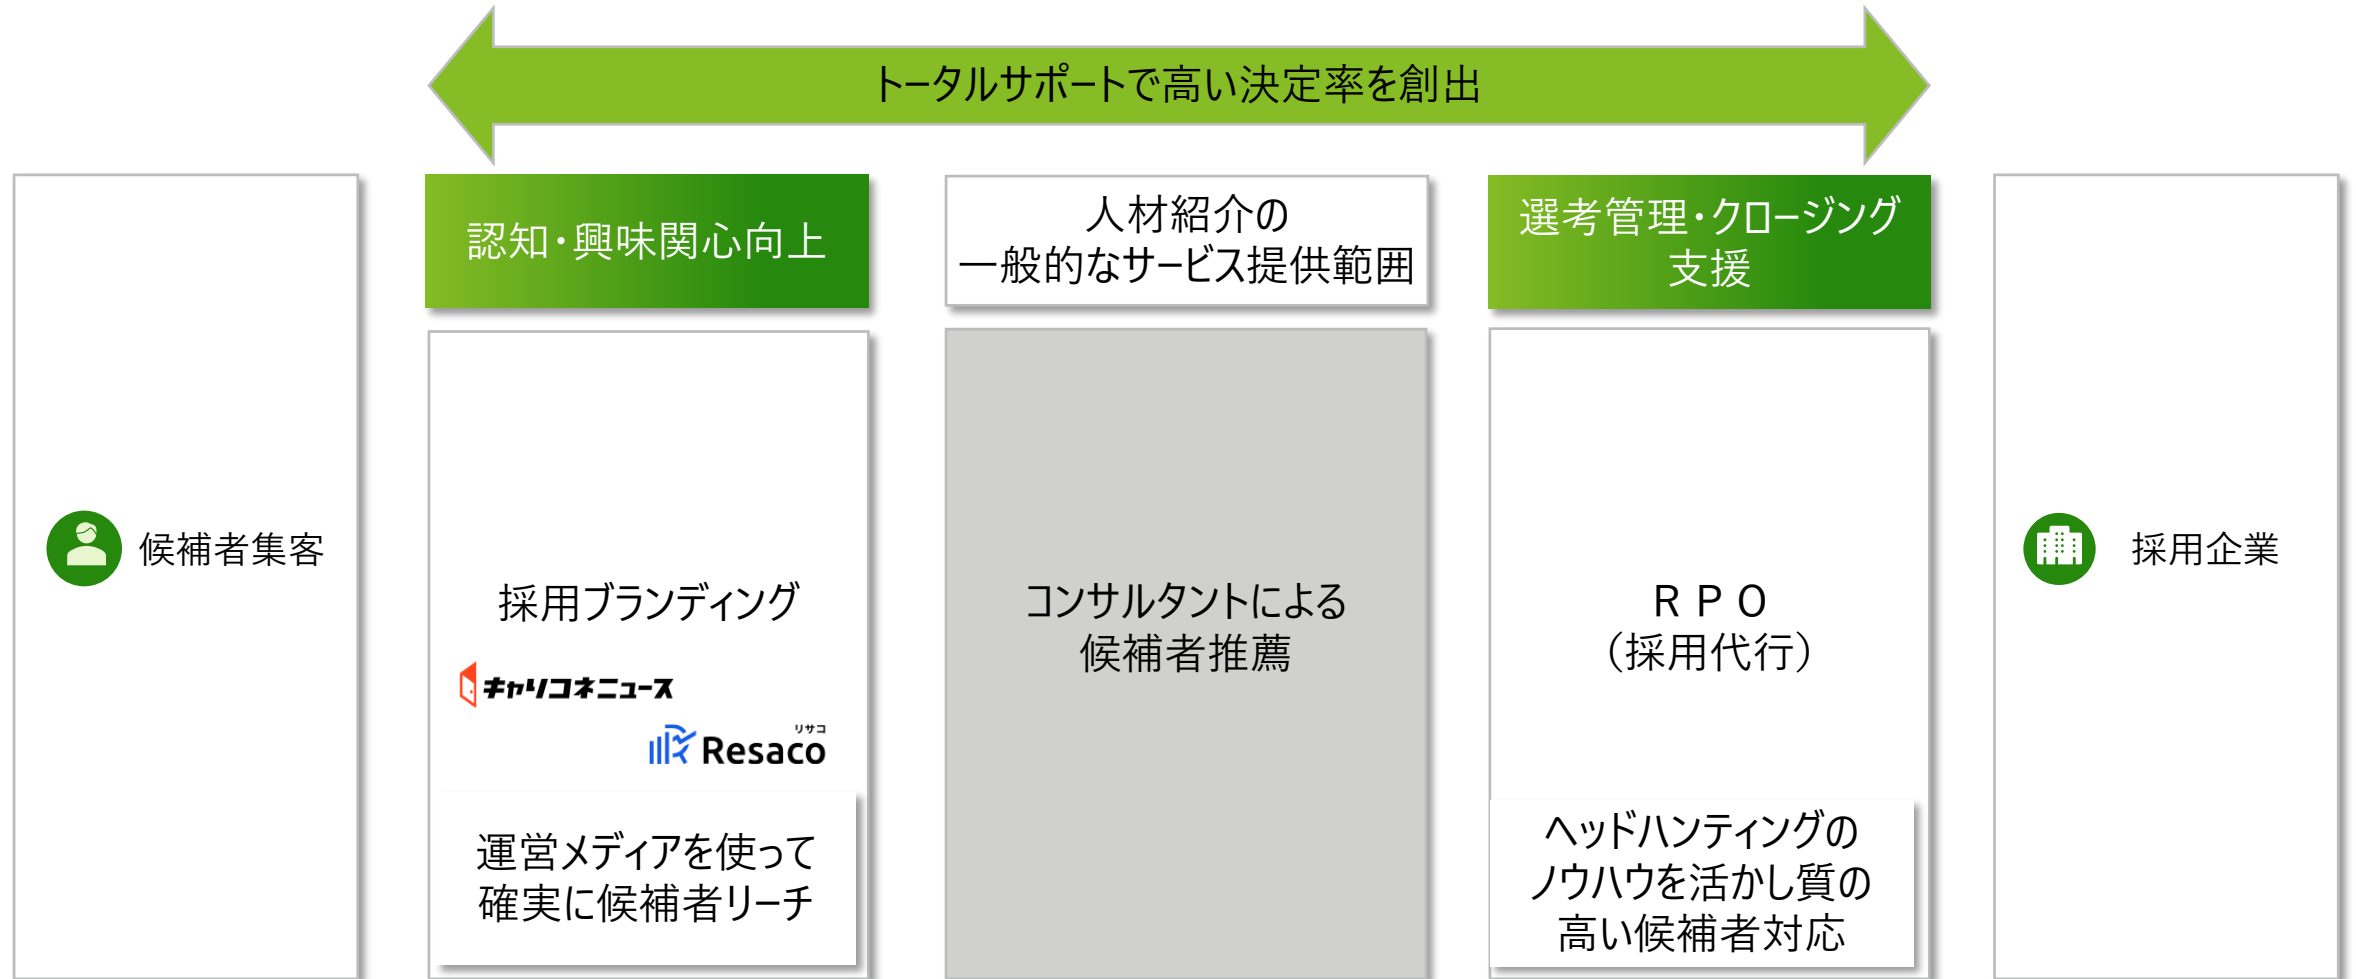 トータルサポートで高い決定率を創出
候補者集客
認知・興味関心向上
採用ブランディング
キャリコネニュース
リサコ
Resaco
運営メディアを使って
確実に候補者リーチ
人材紹介の
一般的なサービス提供範囲
コンサルタントによる
候補者推薦
選考管理・クロージング
支援
ＲＰＯ
（採用代行）
ヘッドハンティングの
ノウハウを活かし質の
高い候補者対応
採用企業